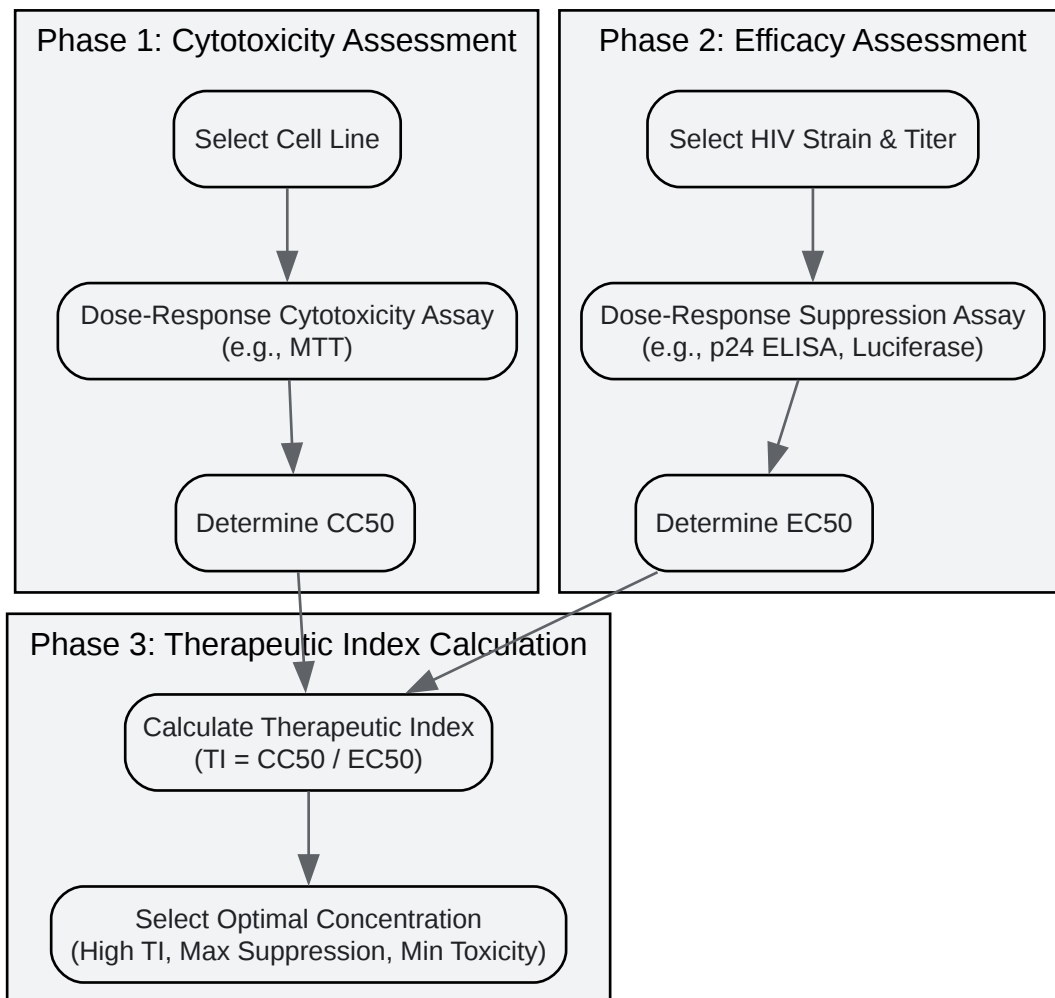 Phase 1: Cytotoxicity Assessment
Select Cell Line
Dose-Response Cytotoxicity Assay
(e.g., MTT)
Determine CC50
Phase 2: Efficacy Assessment
Select HIV Strain & Titer
Dose-Response Suppression Assay
(e.g., p24 ELISA, Luciferase)
Determine EC50
Phase 3: Therapeutic Index Calculation
Calculate Therapeutic Index
(TI = CC50 / EC50)
Select Optimal Concentration
(High TI, Max Suppression, Min Toxicity)